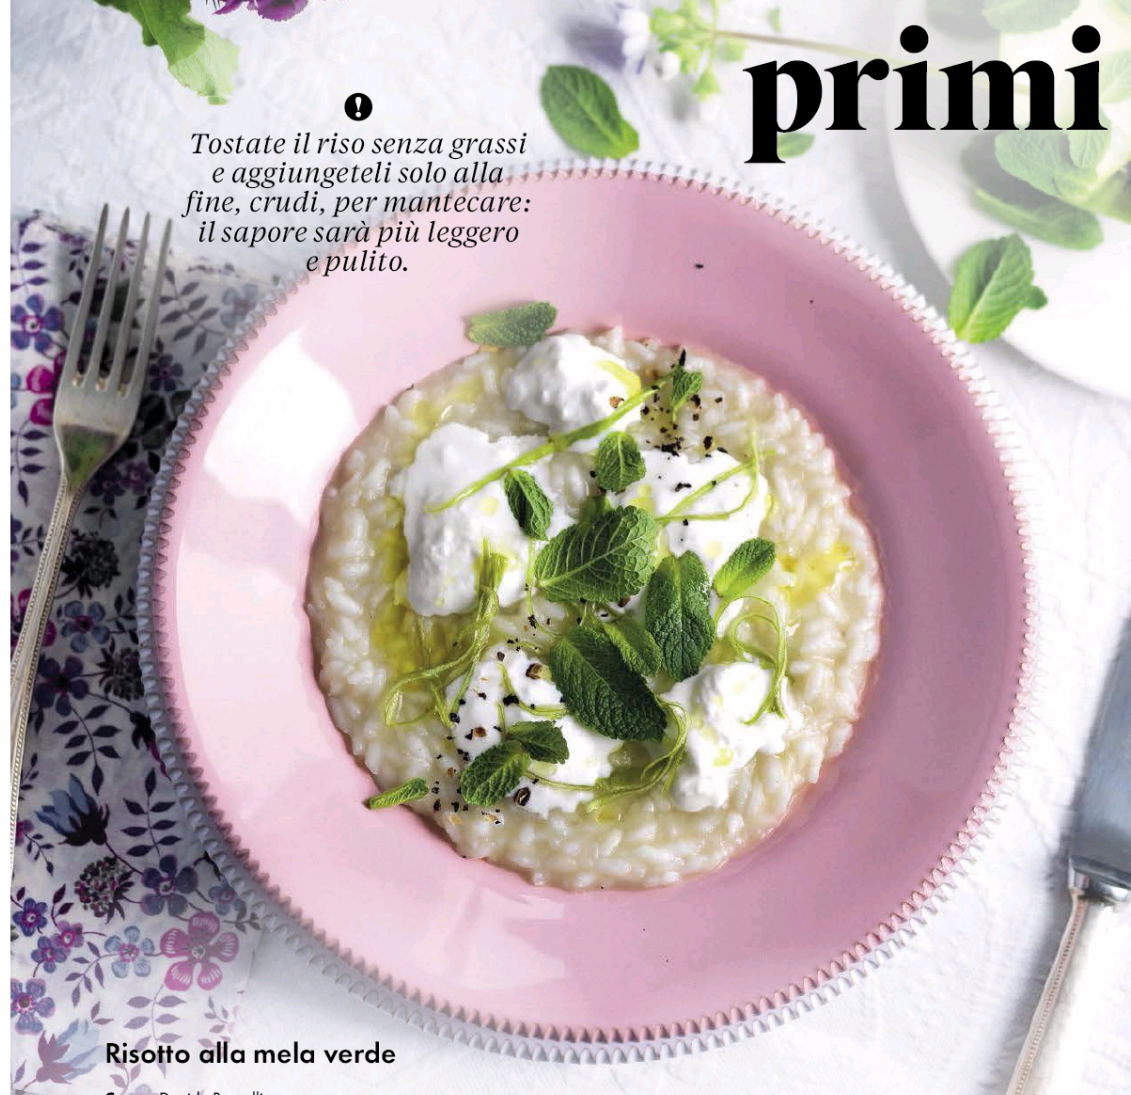 primi
Tostate il riso senza grassi
e aggiungeteli solo alla
fine, crudi, per mantecare:
il sapore sarà più leggero
e pulito.
Risotto alla mela verde